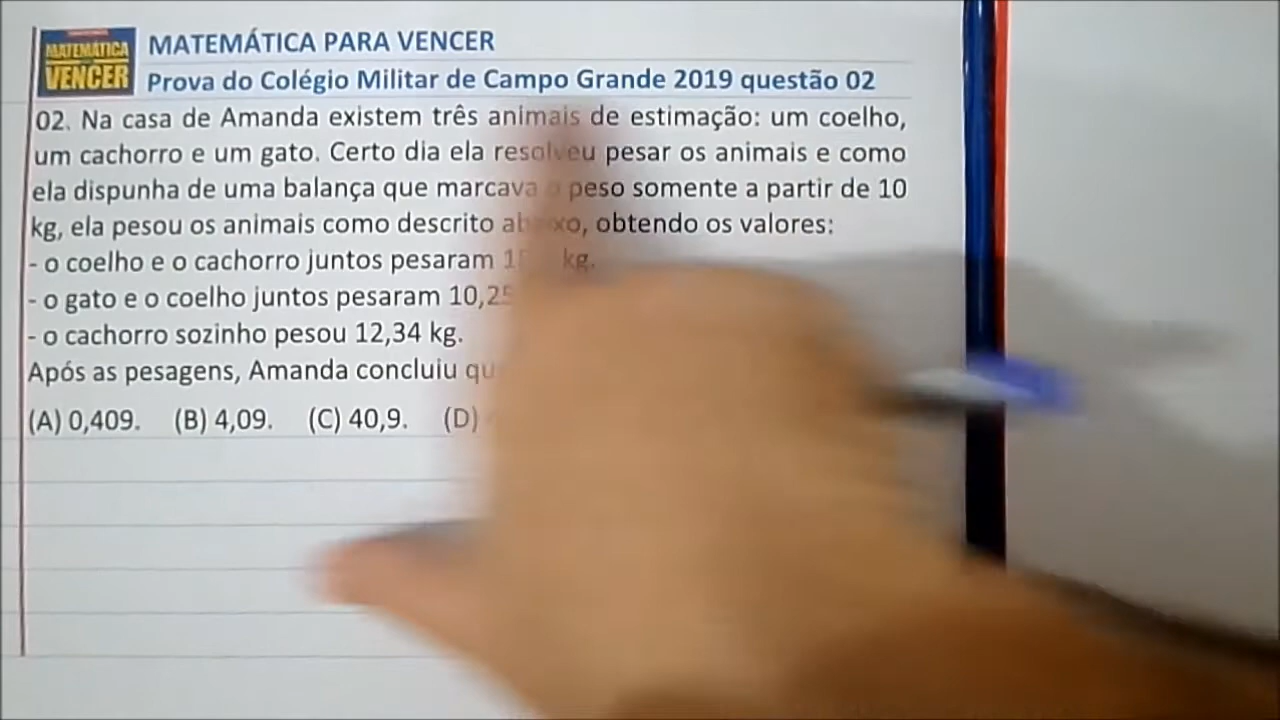 MATEMÁTICA
VENCER
MATEMÁTICA PARA VENCER
Prova do Colégio Militar de Campo Grande 2019 questão 02
02. Na casa de Amanda existem três animais de estimação: um coelho,
um cachorro e um gato. Certo dia ela resolveu pesar os animais e como
ela dispunha de uma balança que marcava o peso somente a partir de 10
kg, ela pesou os animais como descrito abaixo, obtendo os valores:
- o coelho e o cachorro juntos pesaram kg.
- o gato e o coelho juntos pesaram 10,25
- o cachorro sozinho pesou 12,34 kg.
Após as pesagens, Amanda concluiu
(A) 0,409. (B) 4,09. (C) 40,9. (D)